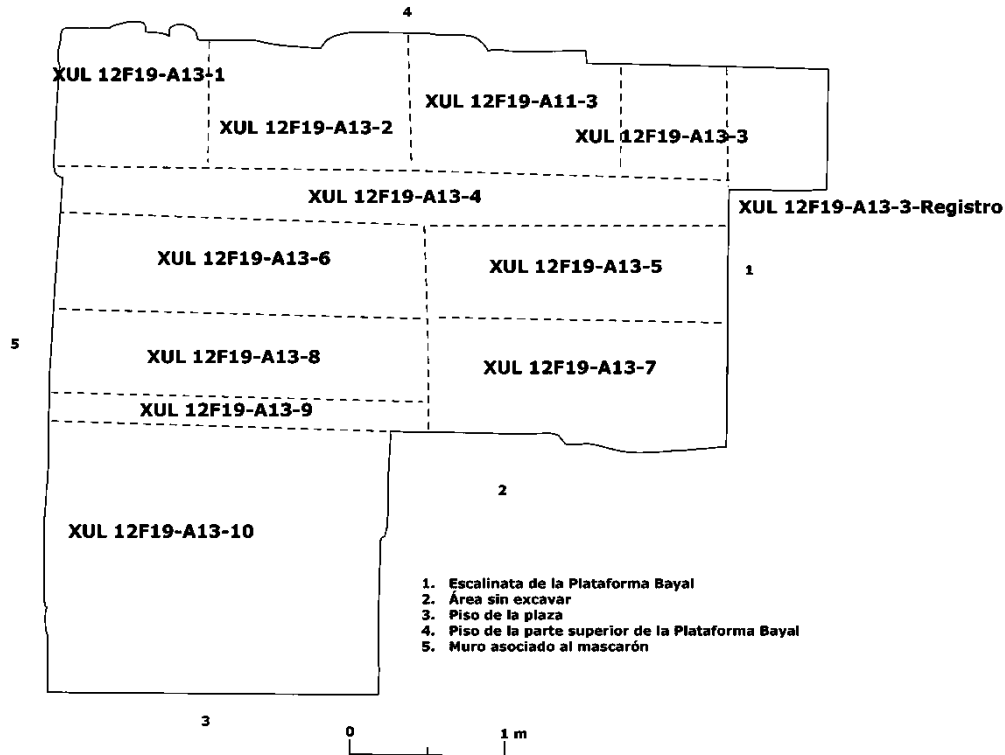 4
XUL 12F19-A13-1
XUL 12F19-A11-3
XUL 12F19-A13-2
XUL 12F19-A13-3
XUL 12F19-A13-4
XUL 12F19-A13-3-Registro
XUL 12F19-A13-6
XUL 12F19-A13-5
1
5
XUL 12F19-A13-8
XUL 12F19-A13-7
XUL 12F19-A13-9
2
XUL 12F19-A13-10
1. Escalinata de la Plataforma Bayal
2. Área sin excavar
3. Piso de la plaza
4. Piso de la parte superior de la Plataforma Bayal
5. Muro asociado al mascarón
3
0 1 m